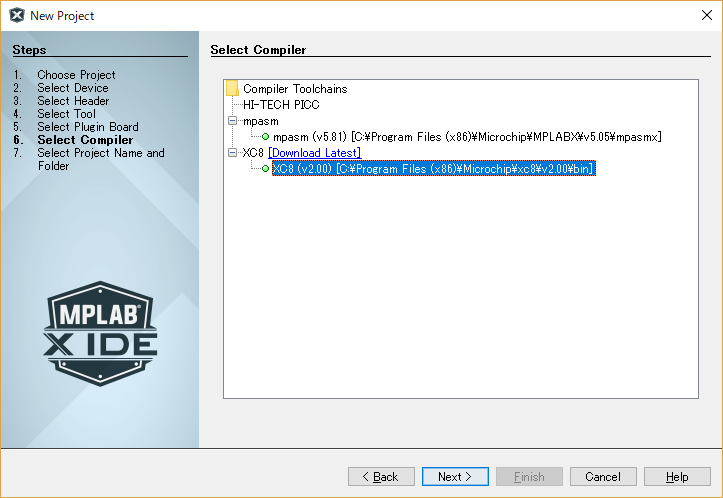 New Project
Steps
1. Choose Project
2. Select Device
3. Select Header
4. Select Tool
5. Select Plugin Board
6. Select Compiler
7. Select Project Name and
Folder
MPLAB®
X IDE
Select Compiler
Compiler Toolchains
HI-TECH PICC
mpasm
mpasm (v5.81) [C:¥Program Files (x86)¥Microchip¥MPLABX¥v5.05¥mpasmx]
XC8 [Download Latest]
XC8 (v2.00) [C:¥Program Files (x86)¥Microchip¥xc8¥v2.00¥bin]
< Back
Next >
Finish
Cancel
Help